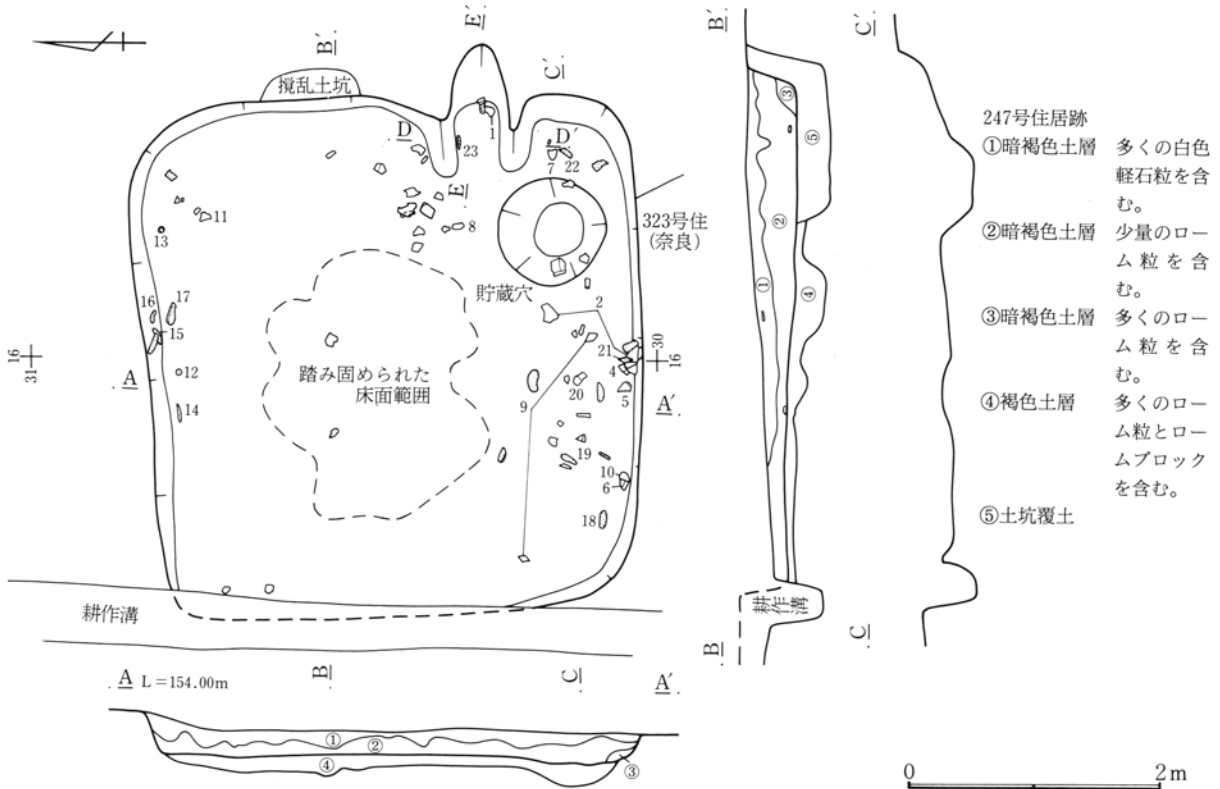 B′
E′
C′
攪乱土坑
D
D′
1
23
7
22
E
11
13
8
323号住
(奈良)
貯蔵穴
16
17
15
2
21
4
5
30
16
16
31
A
A′
12
14
踏み固められた
床面範囲
9
20
19
10
6
18
耕作溝
B
C
A L=154.00m
A′
①
②
④
③
B′
③
⑤
②
①
④
耕作溝
B
C′
C
247号住居跡
①暗褐色土層 多くの白色
軽石粒を含
む。
②暗褐色土層 少量のロー
ム粒を含
む。
③暗褐色土層 多くのロー
ム粒を含
む。
④褐色土層 多くのロー
ム粒とロー
ムブロック
を含む。
⑤土坑覆土
0 2m